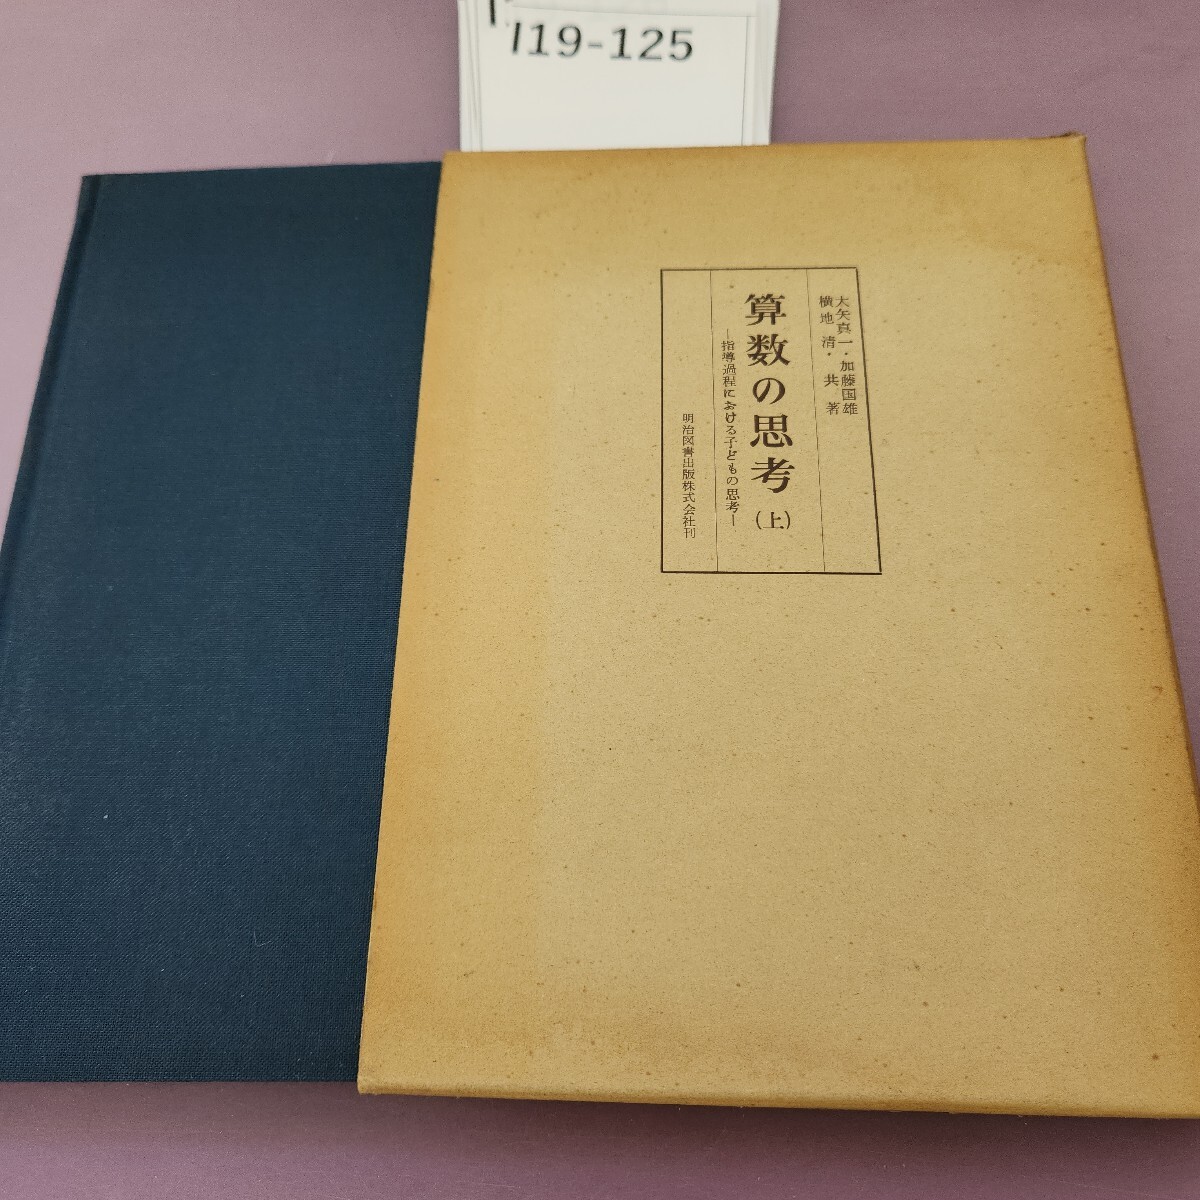 119-125
大矢真一・加藤国雄
横地清・共著
算数の思考(上)
―指導過程における子どもの思考―
明治図書出版株式会社刊